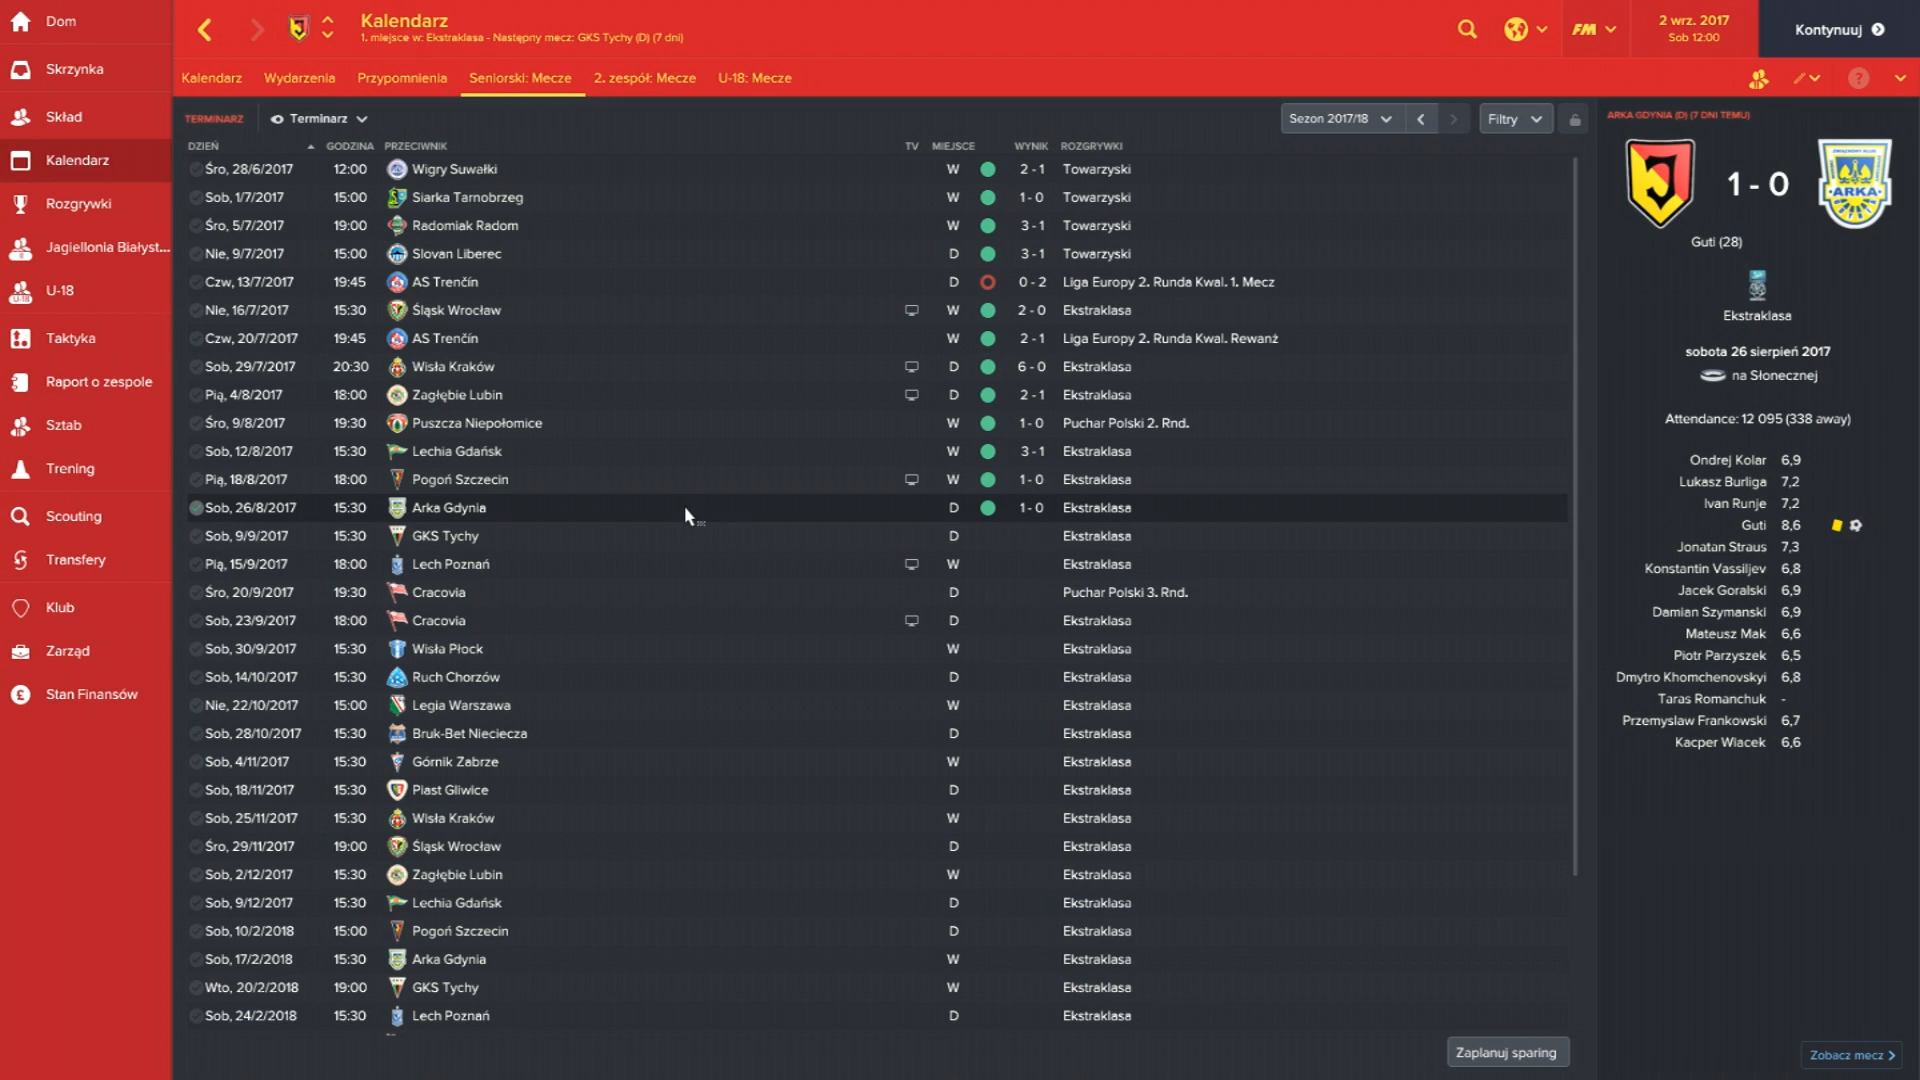 Dom
Skrzynka
Skład
Kalendarz
Rozgrywki
Jagiellonia Białyst...
U-18
Taktyka
Raport o zespole
Sztab
Trening
Scouting
Transfery
Klub
Zarząd
Stan Finansów
Kalendarz
1. miejsce w: Ekstraklasa - Następny mecz: GKS Tychy (D) (7 dni)
FM
2 wrz. 2017
Sob 12:00
Kontynuuj
Kalendarz Wydarzenia Przypomnienia Seniorski: Mecze 2. zespół: Mecze U-18: Mecze
TERMINARZ Terminarz Sezon 2017/18 Filtry
DZIEŃ GODZINA PRZECIWNIK TV MIEJSCE WYNIK ROZGRYWKI
Śro, 28/6/2017 12:00 Wigry Suwałki W 2 - 1 Towarzyski
Sob, 1/7/2017 15:00 Siarka Tarnobrzeg W 1 - 0 Towarzyski
Śro, 5/7/2017 19:00 Radomiak Radom W 3 - 1 Towarzyski
Nie, 9/7/2017 15:00 Slovan Liberec D 3 - 1 Towarzyski
Czw, 13/7/2017 19:45 AS Trenčín D 0 - 2 Liga Europy 2. Runda Kwal. 1. Mecz
Nie, 16/7/2017 15:30 Śląsk Wrocław W 2 - 0 Ekstraklasa
Czw, 20/7/2017 19:45 AS Trenčín W 2 - 1 Liga Europy 2. Runda Kwal. Rewanż
Sob, 29/7/2017 20:30 Wisła Kraków D 6 - 0 Ekstraklasa
Pią, 4/8/2017 18:00 Zagłębie Lubin D 2 - 1 Ekstraklasa
Śro, 9/8/2017 19:30 Puszcza Niepołomice W 1 - 0 Puchar Polski 2. Rnd.
Sob, 12/8/2017 15:30 Lechia Gdańsk W 3 - 1 Ekstraklasa
Pią, 18/8/2017 18:00 Pogoń Szczecin W 1 - 0 Ekstraklasa
Sob, 26/8/2017 15:30 Arka Gdynia D 1 - 0 Ekstraklasa
Sob, 9/9/2017 15:30 GKS Tychy D Ekstraklasa
Pią, 15/9/2017 18:00 Lech Poznań W Ekstraklasa
Śro, 20/9/2017 19:30 Cracovia D Puchar Polski 3. Rnd.
Sob, 23/9/2017 18:00 Cracovia D Ekstraklasa
Sob, 30/9/2017 15:30 Wisła Płock W Ekstraklasa
Sob, 14/10/2017 15:30 Ruch Chorzów D Ekstraklasa
Nie, 22/10/2017 15:00 Legia Warszawa W Ekstraklasa
Sob, 28/10/2017 15:30 Bruk-Bet Nieciecza D Ekstraklasa
Sob, 4/11/2017 15:30 Górnik Zabrze W Ekstraklasa
Sob, 18/11/2017 15:30 Piast Gliwice D Ekstraklasa
Sob, 25/11/2017 15:30 Wisła Kraków W Ekstraklasa
Śro, 29/11/2017 19:00 Śląsk Wrocław D Ekstraklasa
Sob, 2/12/2017 15:30 Zagłębie Lubin W Ekstraklasa
Sob, 9/12/2017 15:30 Lechia Gdańsk D Ekstraklasa
Sob, 10/2/2018 15:00 Pogoń Szczecin D Ekstraklasa
Sob, 17/2/2018 15:30 Arka Gdynia W Ekstraklasa
Wto, 20/2/2018 19:00 GKS Tychy W Ekstraklasa
Sob, 24/2/2018 15:30 Lech Poznań D Ekstraklasa
Zaplanuj sparing
ARKA GDYNIA (D) (7 DNI TEMU)
1 - 0
ARKA
Guti (28)
Ekstraklasa
sobota 26 sierpień 2017
na Słonecznej
Attendance: 12 095 (338 away)
Ondrej Kolar 6,9
Lukasz Burliga 7,2
Ivan Runje 7,2
Guti 8,6
Jonatan Straus 7,3
Konstantin Vassiljev 6,8
Jacek Goralski 6,9
Damian Szymanski 6,9
Mateusz Mak 6,6
Piotr Parzyszek 6,5
Dmytro Khomchenovskyi 6,8
Taras Romanchuk -
Przemyslaw Frankowski 6,7
Kacper Wlacek 6,6
Zobacz mecz